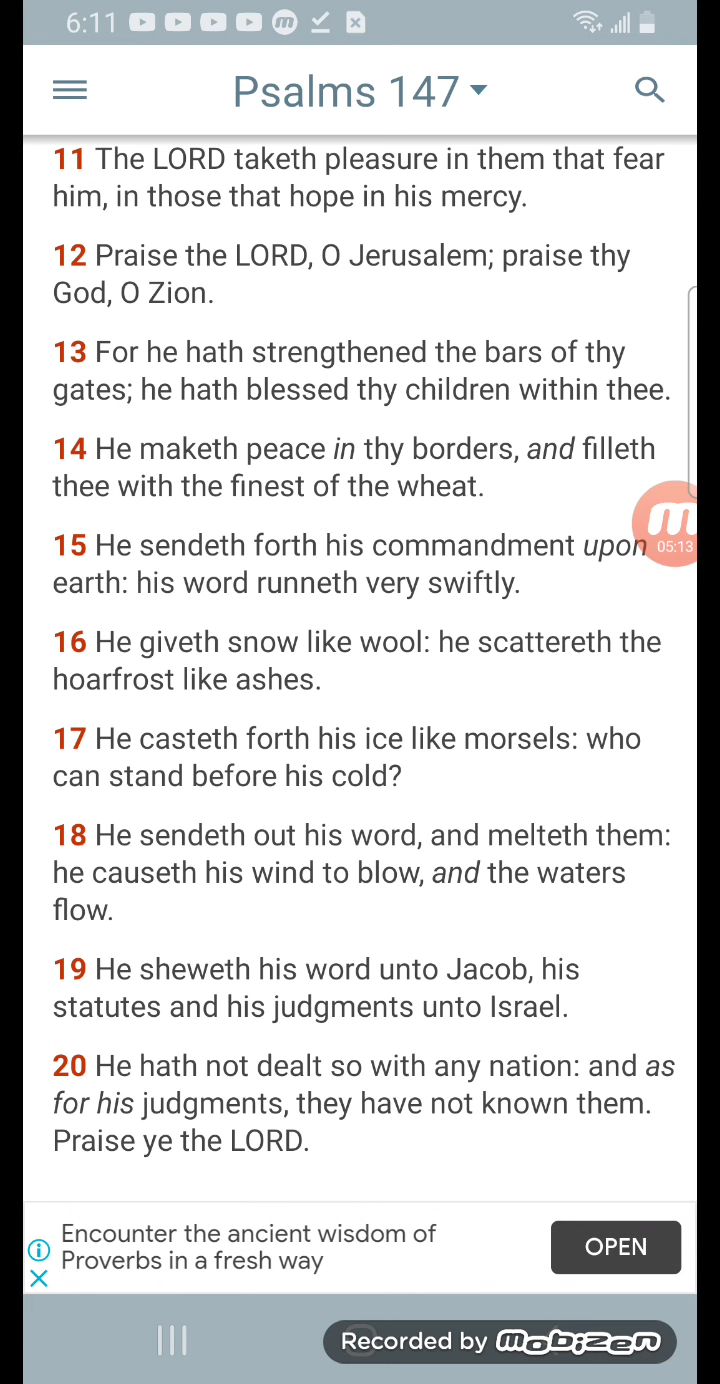 6:11
Psalms 147
11 The LORD taketh pleasure in them that fear
him, in those that hope in his mercy.
12 Praise the LORD, O Jerusalem; praise thy
God, O Zion.
13 For he hath strengthened the bars of thy
gates; he hath blessed thy children within thee.
14 He maketh peace in thy borders, and filleth
thee with the finest of the wheat.
15 He sendeth forth his commandment upon
earth: his word runneth very swiftly.
16 He giveth snow like wool: he scattereth the
hoarfrost like ashes.
17 He casteth forth his ice like morsels: who
can stand before his cold?
18 He sendeth out his word, and melteth them:
he causeth his wind to blow, and the waters
flow.
19 He sheweth his word unto Jacob, his
statutes and his judgments unto Israel.
20 He hath not dealt so with any nation: and as
for his judgments, they have not known them.
Praise ye the LORD.
m
05:13
Encounter the ancient wisdom of
Proverbs in a fresh way
OPEN
Recorded by Mobizen